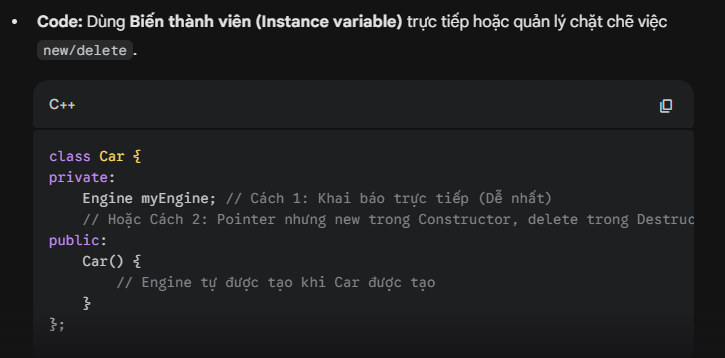 • Code: Dùng Biến thành viên (Instance variable) trực tiếp hoặc quản lý chặt chẽ việc
new/delete.
C++
class Car {
private:
    Engine myEngine; // Cách 1: Khai báo trực tiếp (Dễ nhất)
    // Hoặc Cách 2: Pointer nhưng new trong Constructor, delete trong Destruc
public:
    Car() {
        // Engine tự được tạo khi Car được tạo
    }
};